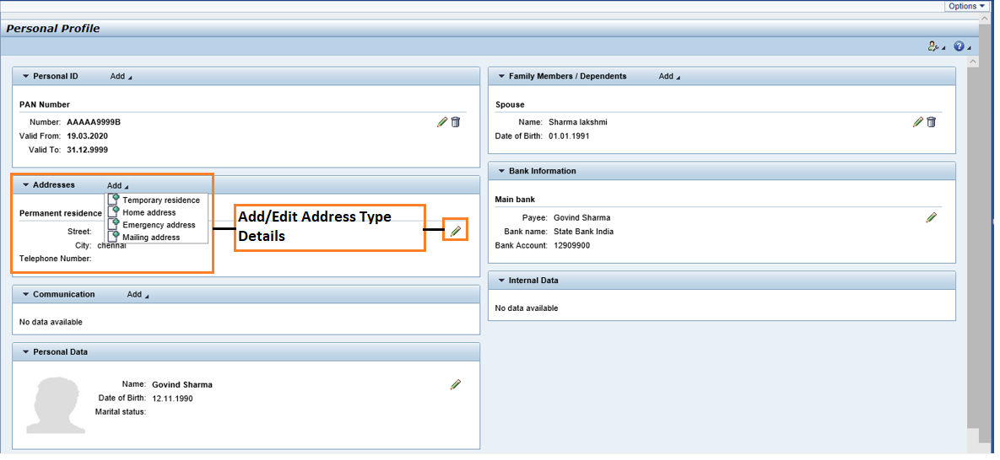 Options
Personal Profile
Personal ID Add
PAN Number
Number: AAAAA9999B
Valid From: 19.03.2020
Valid To: 31.12.9999
Addresses Add
Temporary residence
Home address
Emergency address
Mailing address
Permanent residence
Street:
City: chennai
Telephone Number:
Add/Edit Address Type
Details
Communication Add
No data available
Personal Data
Name: Govind Sharma
Date of Birth: 12.11.1990
Marital status:
Family Members / Dependents Add
Spouse
Name: Sharma lakshmi
Date of Birth: 01.01.1991
Bank Information
Main bank
Payee: Govind Sharma
Bank name: State Bank India
Bank Account: 12909900
Internal Data
No data available